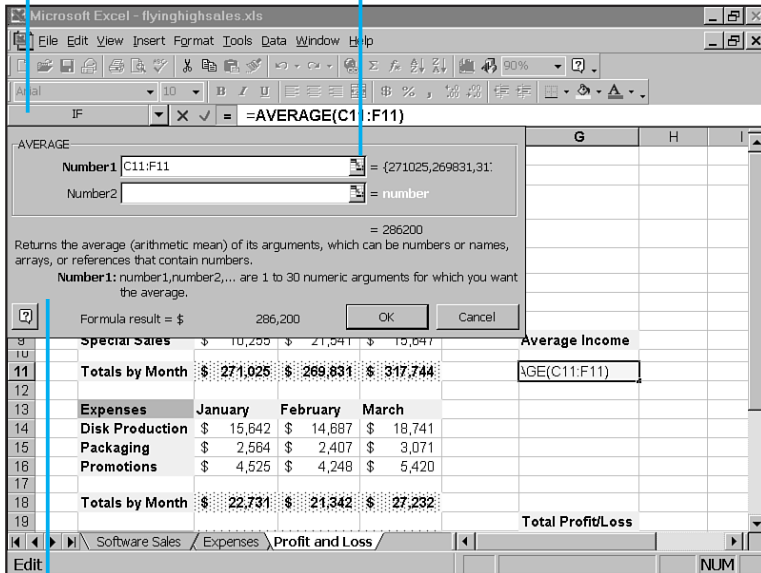 Microsoft Excel - flyinghighsales.xls
File Edit View Insert Format Tools Data Window Help
90%
Arial 10 B I U $ % ,
IF = =AVERAGE(C11:F11)
G H I
AVERAGE
Number1 C11:F11 = {271025,269831,31
Number2 = number
= 286200
Returns the average (arithmetic mean) of its arguments, which can be numbers or names,
arrays, or references that contain numbers.
Number1: number1,number2,... are 1 to 30 numeric arguments for which you want
the average.
Formula result = $ 286,200 OK Cancel
9 Special Sales $ 10,255 $ 21,541 $ 15,647 Average Income
10
11 Totals by Month $ 271,025 $ 269,831 $ 317,744 AGE(C11:F11)
12
13 Expenses January February March
14 Disk Production $ 15,642 $ 14,687 $ 18,741
15 Packaging $ 2,564 $ 2,407 $ 3,071
16 Promotions $ 4,525 $ 4,248 $ 5,420
17
18 Totals by Month $ 22,731 $ 21,342 $ 27,232
19 Total Profit/Loss
Software Sales Expenses Profit and Loss
Edit NUM